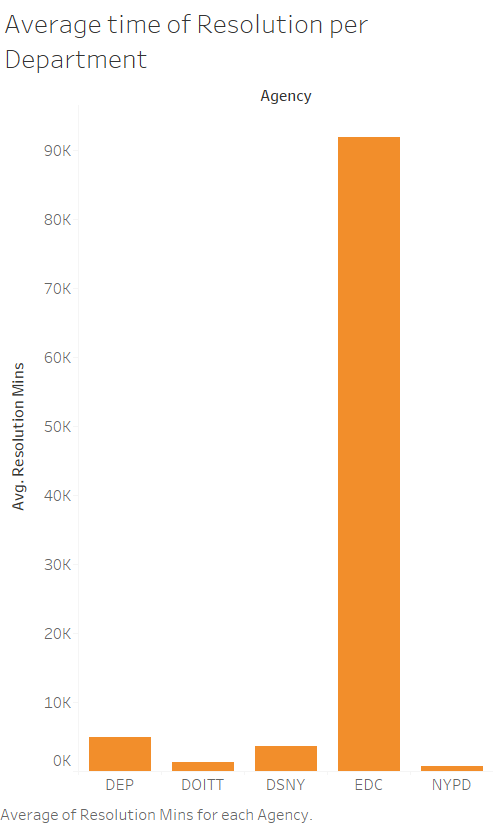 Average time of Resolution per
Department
Agency
Avg. Resolution Mins
90K
80K
70K
60K
50K
40K
30K
20K
10K
0K
DEP DOITT DSNY EDC NYPD
Average of Resolution Mins for each Agency.